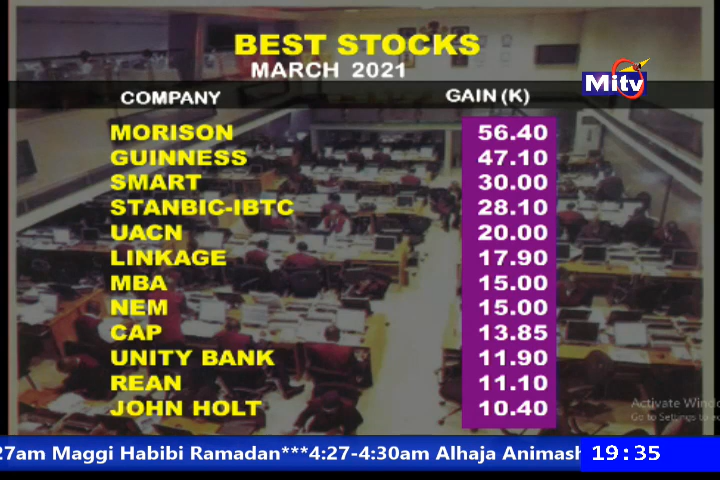 BEST STOCKS
MARCH 2021
Mitv
COMPANY GAIN (K)
MORISON 56.40
GUINNESS 47.10
SMART 30.00
STANBIC-IBTC 28.10
UACN 20.00
LINKAGE 17.90
MBA 15.00
NEM 15.00
CAP 13.85
UNITY BANK 11.90
REAN 11.10
JOHN HOLT 10.40
Activate Windo
Go to Settings to a
27am Maggi Habibi Ramadan***4:27-4:30am Alhaja Animash 19:35